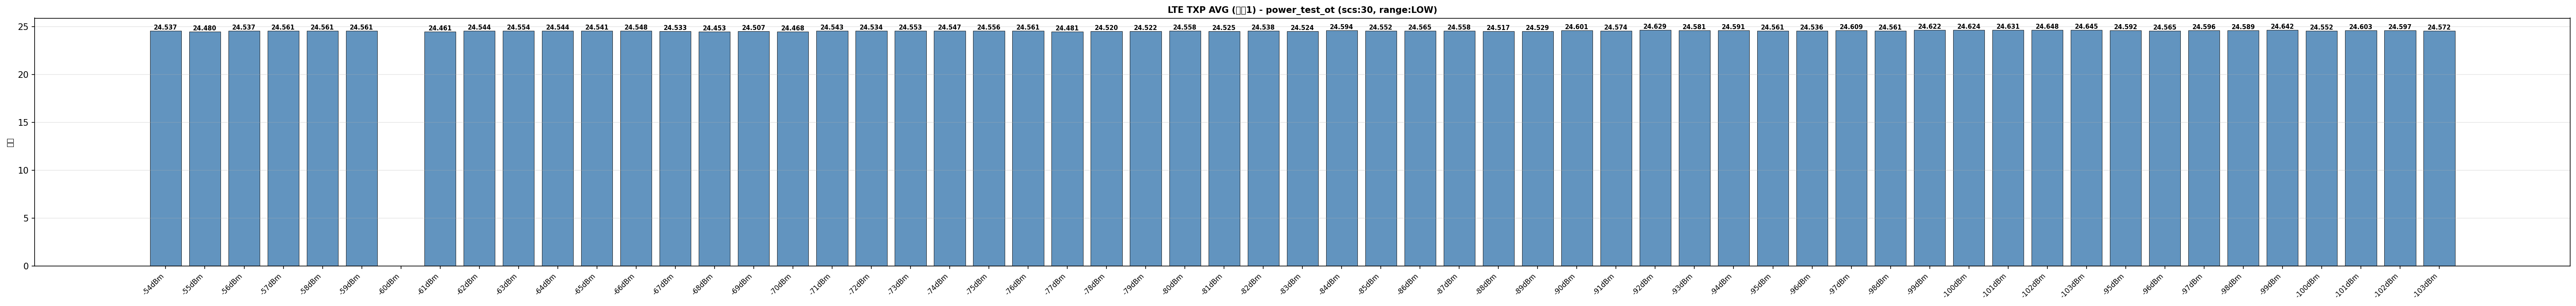 LTE TXP AVG (1) - power_test_ot (scs:30, range:LOW)
24.537 24.480 24.537 24.561 24.561 24.561 24.461 24.544 24.554 24.544 24.541 24.548 24.533 24.453 24.507 24.468 24.543 24.534 24.553 24.547 24.556 24.561 24.481 24.520 24.522 24.558 24.525 24.538 24.524 24.594 24.552 24.565 24.558 24.517 24.529 24.601 24.574 24.629 24.581 24.591 24.561 24.536 24.609 24.561 24.622 24.624 24.631 24.648 24.645 24.592 24.565 24.596 24.589 24.642 24.552 24.603 24.597 24.572
25
20
15
10
5
0
-54dBm -55dBm -56dBm -57dBm -58dBm -59dBm -60dBm -61dBm -62dBm -63dBm -64dBm -65dBm -66dBm -67dBm -68dBm -69dBm -70dBm -71dBm -72dBm -73dBm -74dBm -75dBm -76dBm -77dBm -78dBm -79dBm -80dBm -81dBm -82dBm -83dBm -84dBm -85dBm -86dBm -87dBm -88dBm -89dBm -90dBm -91dBm -92dBm -93dBm -94dBm -95dBm -96dBm -97dBm -98dBm -99dBm -100dBm -101dBm -102dBm -103dBm -95dBm -96dBm -97dBm -98dBm -99dBm -100dBm -101dBm -102dBm -103dBm